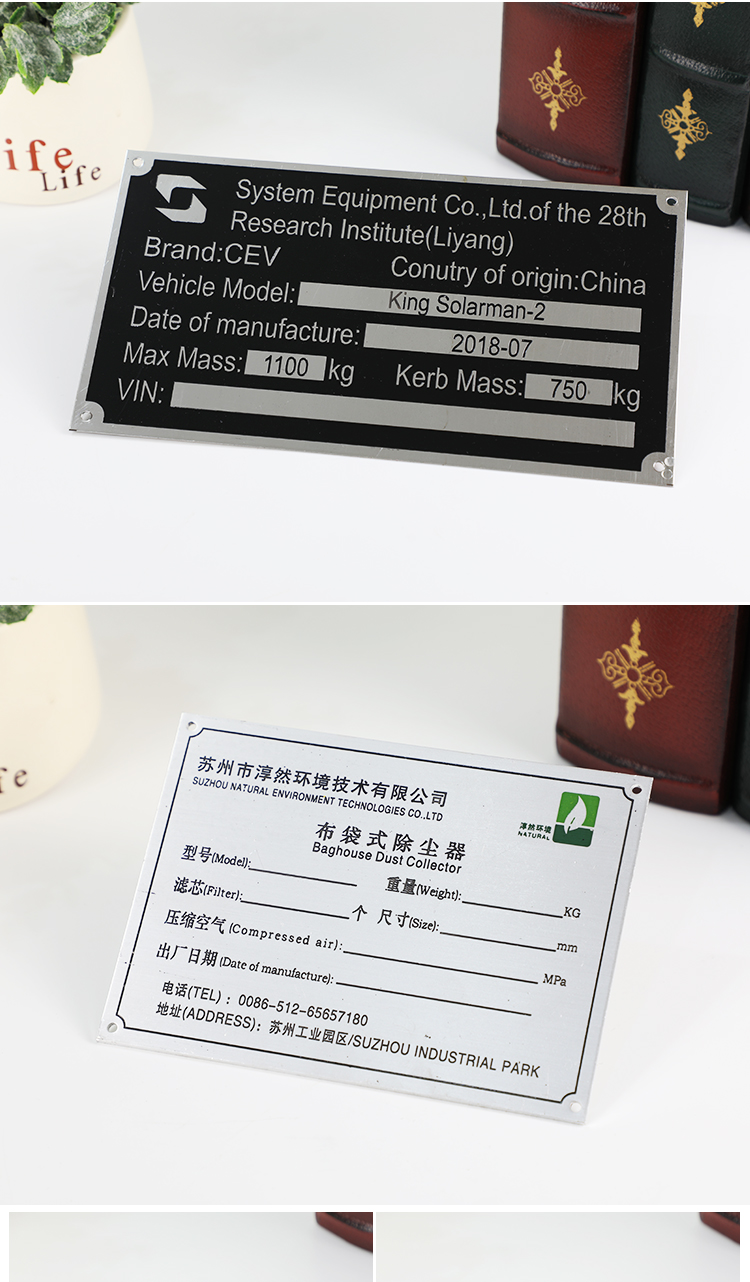 ife
Life
System Equipment Co.,Ltd.of the 28th
Research Institute(Liyang)
Brand:CEV
Conutry of origin:China
Vehicle Model: King Solarman-2
Date of manufacture: 2018-07
Max Mass: 1100 kg Kerb Mass: 750 kg
VIN:
fe
苏州市淳然环境技术有限公司
SUZHOU NATURAL ENVIRONMENT TECHNOLOGIES CO.,LTD
淳然环境
NATURAL
布袋式除尘器
Baghouse Dust Collector
型号(Model): 重量(Weight): KG
滤芯(Filter): 个 尺寸(Size): mm
压缩空气(Compressed air): MPa
出厂日期(Date of manufacture):
电话(TEL) : 0086-512-65657180
地址(ADDRESS): 苏州工业园区/SUZHOU INDUSTRIAL PARK